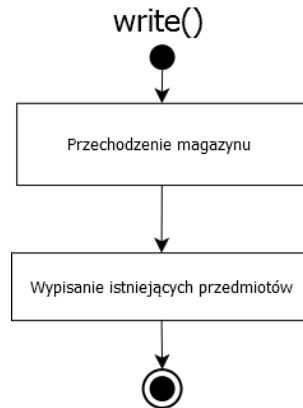 write()
Przechodzenie magazynu
Wypisanie istniejących przedmiotów